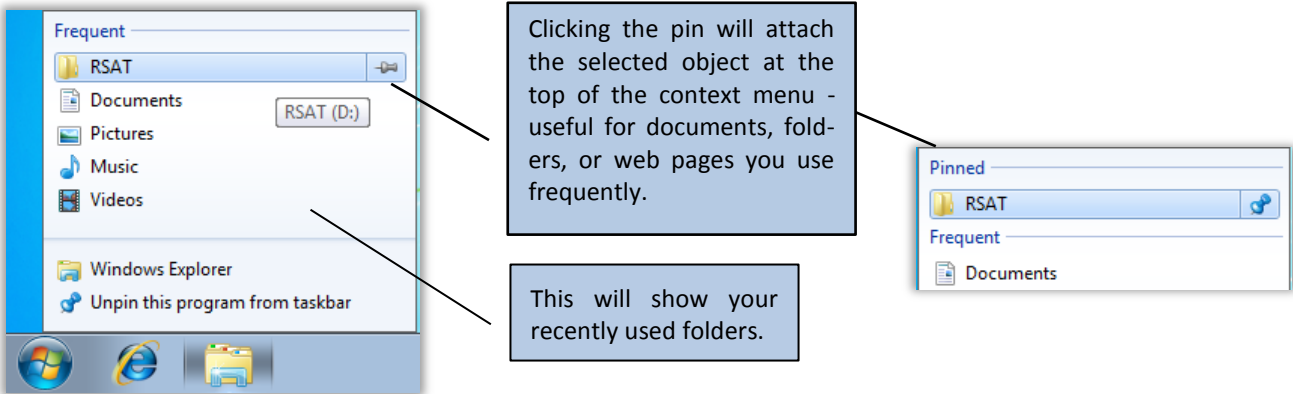 Frequent
RSAT
Documents
RSAT (D:)
Pictures
Music
Videos
Windows Explorer
Unpin this program from taskbar
Clicking the pin will attach
the selected object at the
top of the context menu -
useful for documents, fold-
ers, or web pages you use
frequently.
This will show your
recently used folders.
Pinned
RSAT
Frequent
Documents